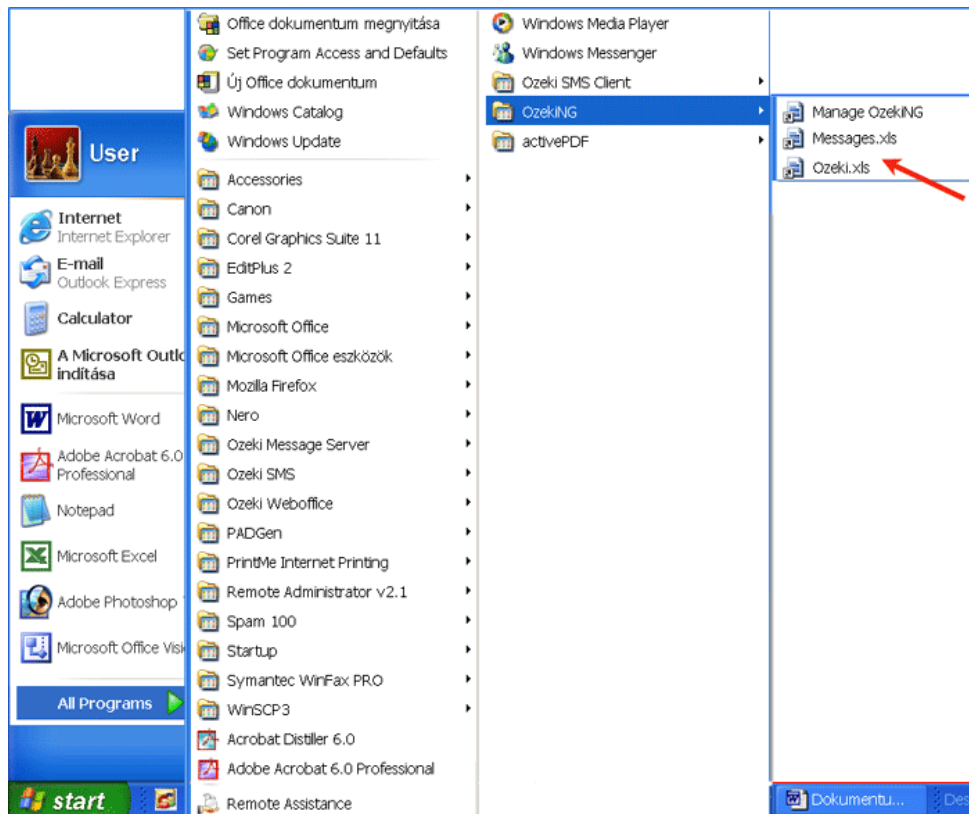 User
Internet
Internet Explorer
E-mail
Outlook Express
Calculator
A Microsoft Outlo
indítása
Microsoft Word
Adobe Acrobat 6.0
Professional
Notepad
Microsoft Excel
Adobe Photoshop
Microsoft Office Visi
All Programs
start
Office dokumentum megnyitása
Set Program Access and Defaults
Új Office dokumentum
Windows Catalog
Windows Update
Accessories
Canon
Corel Graphics Suite 11
EditPlus 2
Games
Microsoft Office
Microsoft Office eszközök
Mozilla Firefox
Nero
Ozeki Message Server
Ozeki SMS
Ozeki Weboffice
PADGen
PrintMe Internet Printing
Remote Administrator v2.1
Spam 100
Startup
Symantec WinFax PRO
WinSCP3
Acrobat Distiller 6.0
Adobe Acrobat 6.0 Professional
Remote Assistance
Windows Media Player
Windows Messenger
Ozeki SMS Client
OzekiNG
activePDF
Manage OzekiNG
Messages.xls
Ozeki.xls
Dokumentu...
Des